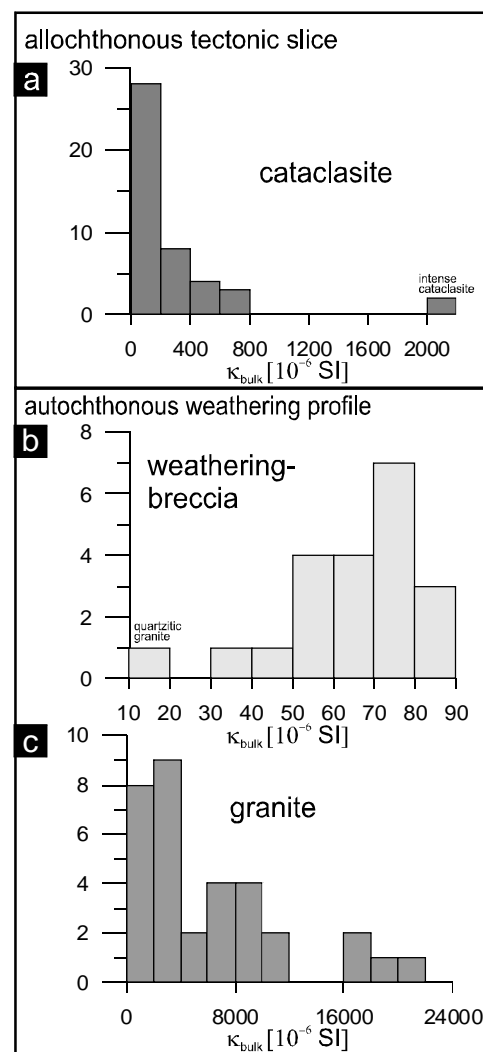 allochthonous tectonic slice
a
30
20
10
0
cataclasite
intense
cataclasite
0 400 800 1200 1600 2000
κbulk [10⁻⁶ SI]
autochthonous weathering profile
b
8
6
4
2
0
weathering-
breccia
quartzitic
granite
10 20 30 40 50 60 70 80 90
κbulk [10⁻⁶ SI]
c
10
8
6
4
2
0
granite
0 8000 16000 24000
κbulk [10⁻⁶ SI]